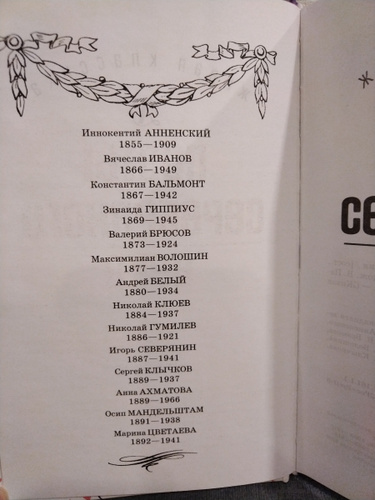 Иннокентий АННЕНСКИЙ
1855—1909
Вячеслав ИВАНОВ
1866—1949
Константин БАЛЬМОНТ
1867—1942
Зинаида ГИППИУС
1869—1945
Валерий БРЮСОВ
1873—1924
Максимилиан ВОЛОШИН
1877—1932
Андрей БЕЛЫЙ
1880—1934
Николай КЛЮЕВ
1884—1937
Николай ГУМИЛЕВ
1886—1921
Игорь СЕВЕРЯНИН
1887—1941
Сергей КЛЫЧКОВ
1889—1937
Анна АХМАТОВА
1889—1966
Осип МАНДЕЛЬШТАМ
1891—1938
Марина ЦВЕТАЕВА
1892—1941
СЕ